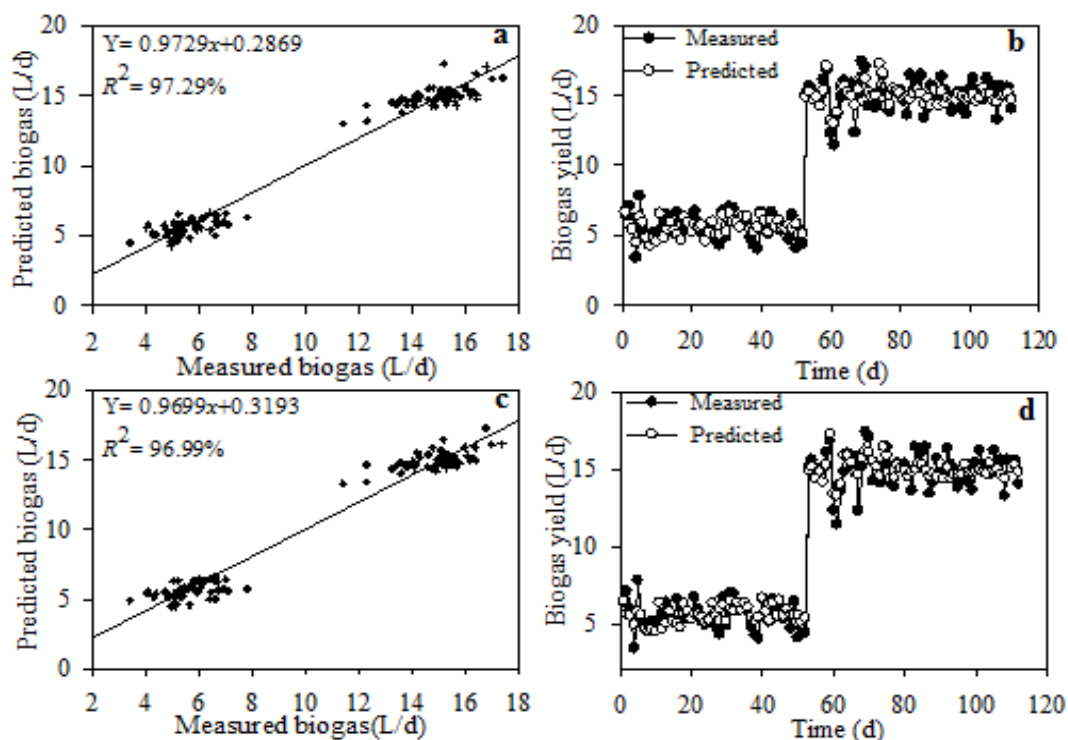 Y= 0.9729x+0.2869
R² = 97.29%
a
Predicted biogas (L/d)
20
15
10
5
0
2 4 6 8 10 12 14 16 18
Measured biogas (L/d)
Measured
Predicted
b
Biogas yield (L/d)
20
15
10
5
0
0 20 40 60 80 100 120
Time (d)
Y= 0.9699x+0.3193
R² = 96.99%
c
Predicted biogas (L/d)
20
15
10
5
0
2 4 6 8 10 12 14 16 18
Measured biogas(L/d)
Measured
Predicted
d
Biogas yield (L/d)
20
15
10
5
0 20 40 60 80 100 120
Time (d)